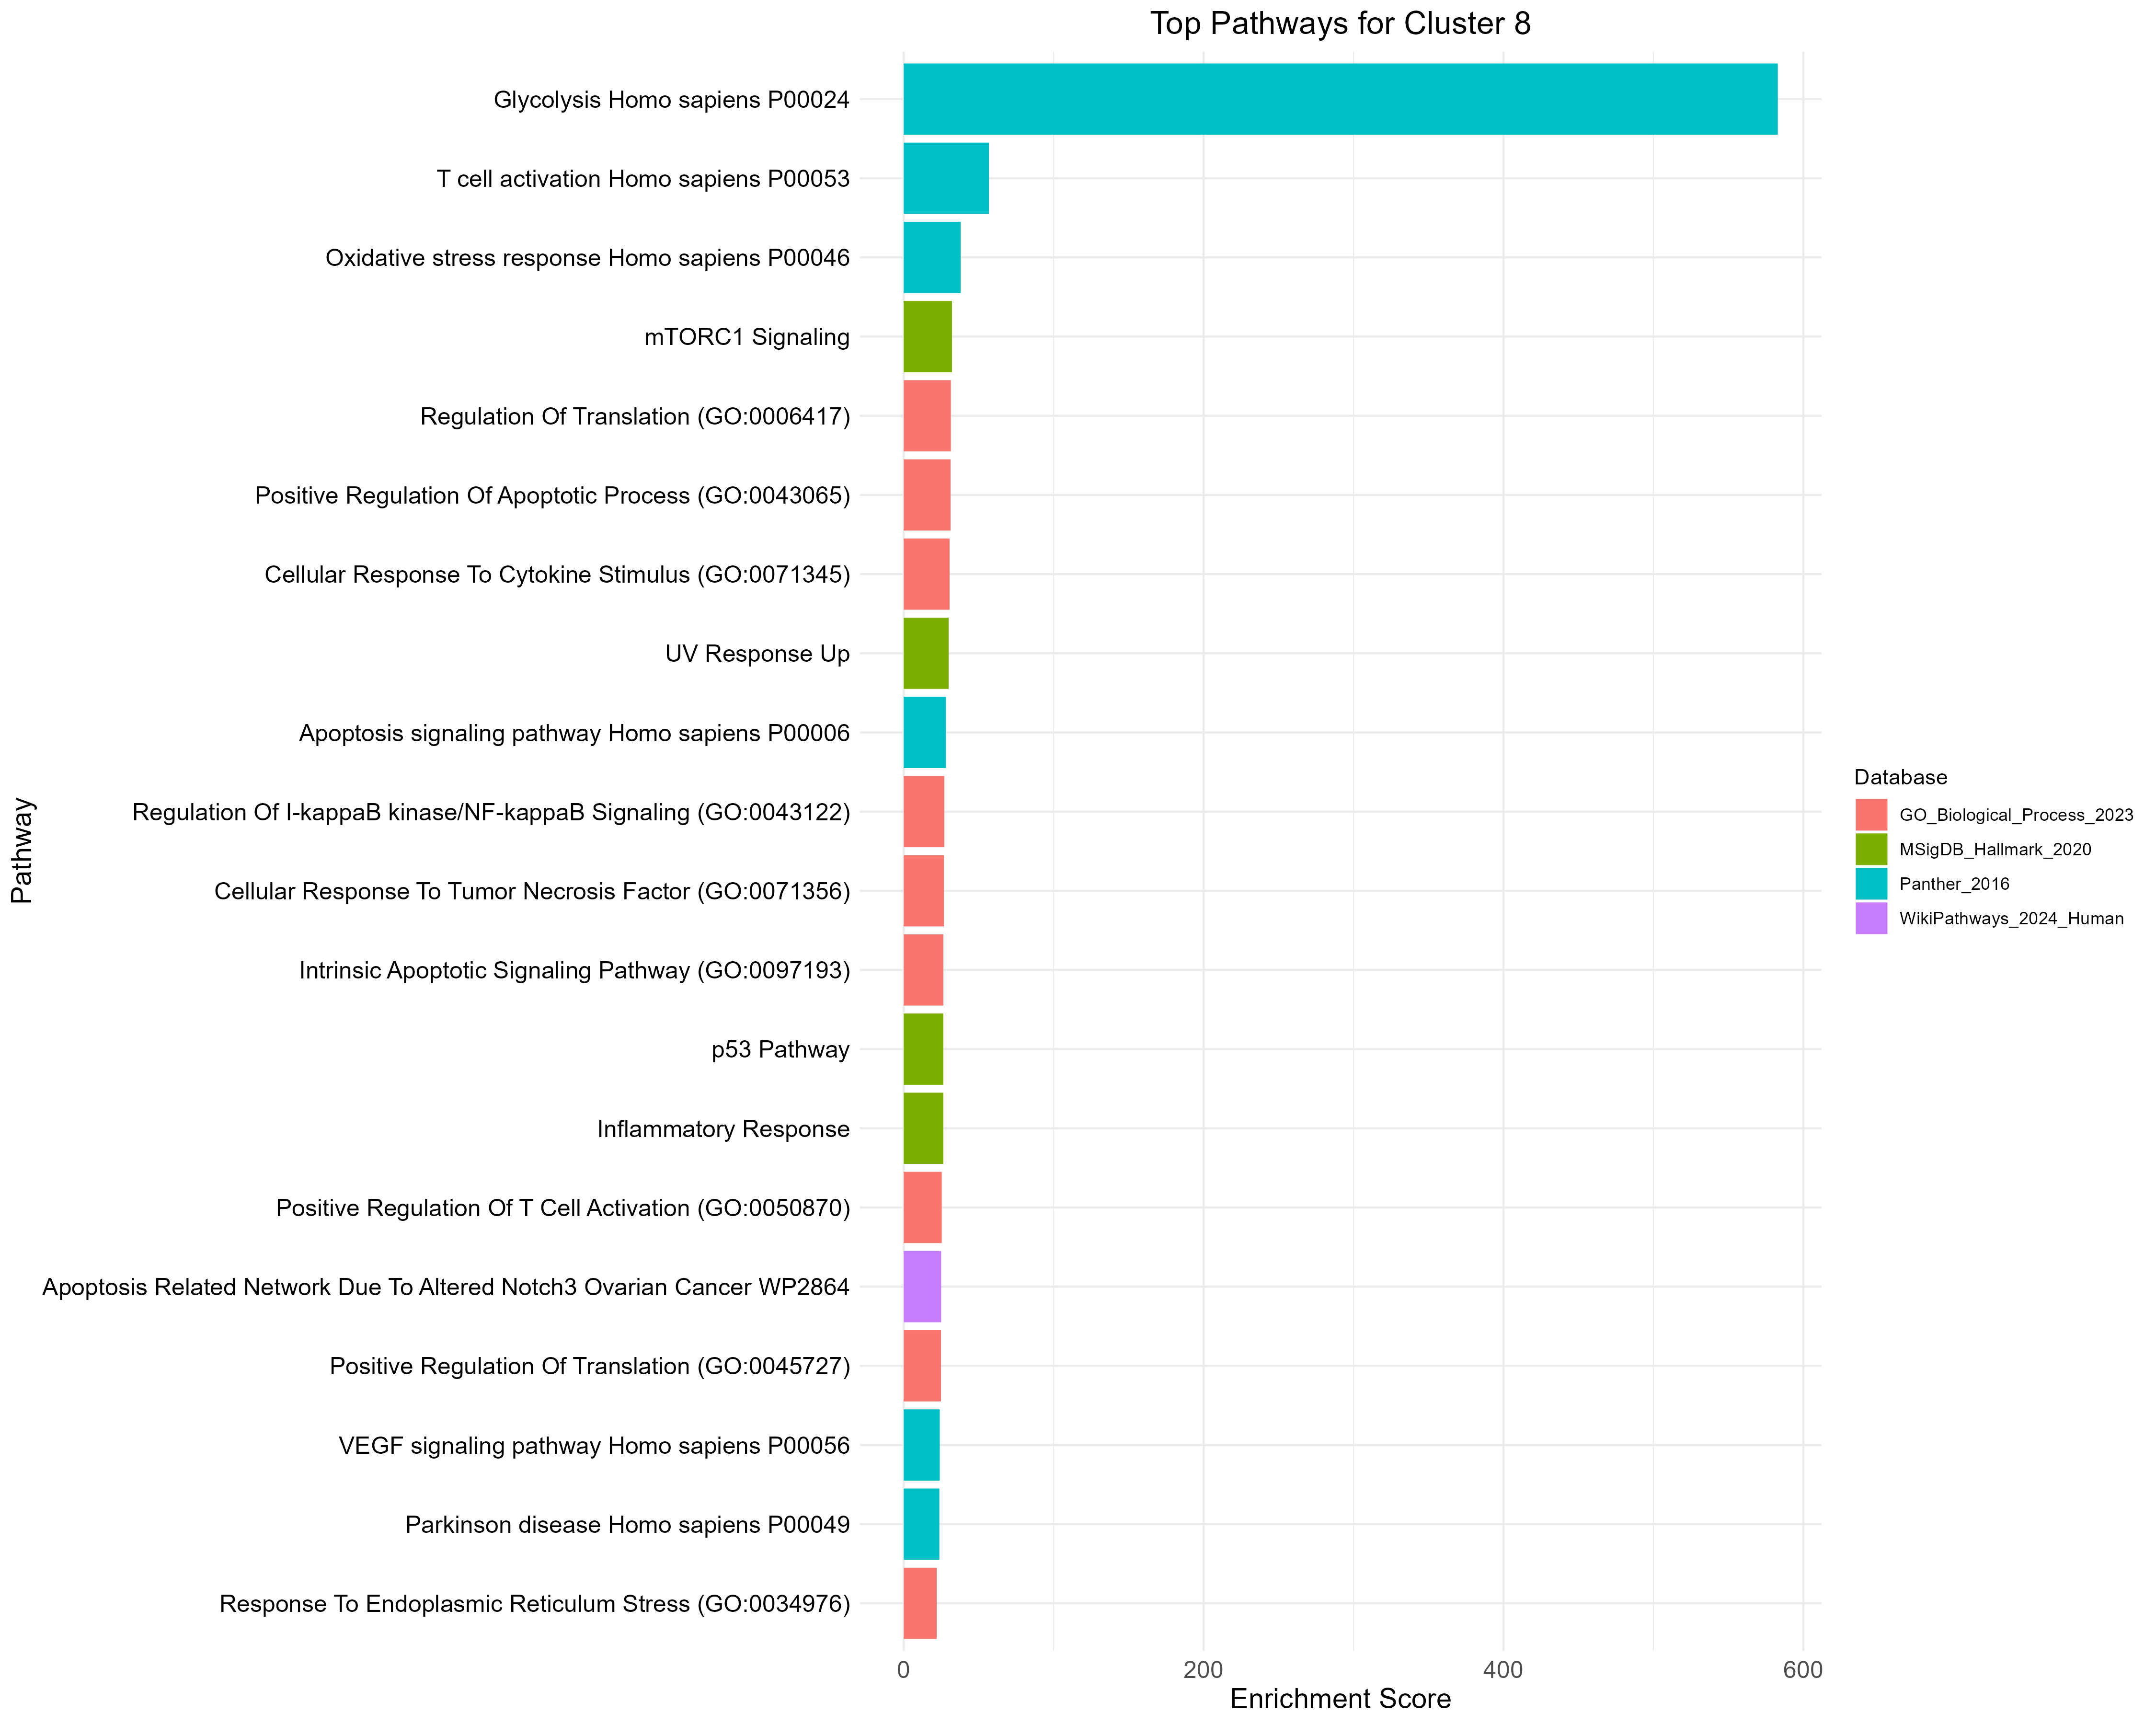 Top Pathways for Cluster 8
Glycolysis Homo sapiens P00024
T cell activation Homo sapiens P00053
Oxidative stress response Homo sapiens P00046
mTORC1 Signaling
Regulation Of Translation (GO:0006417)
Positive Regulation Of Apoptotic Process (GO:0043065)
Cellular Response To Cytokine Stimulus (GO:0071345)
UV Response Up
Apoptosis signaling pathway Homo sapiens P00006
Regulation Of I-kappaB kinase/NF-kappaB Signaling (GO:0043122)
Cellular Response To Tumor Necrosis Factor (GO:0071356)
Intrinsic Apoptotic Signaling Pathway (GO:0097193)
p53 Pathway
Inflammatory Response
Positive Regulation Of T Cell Activation (GO:0050870)
Apoptosis Related Network Due To Altered Notch3 Ovarian Cancer WP2864
Positive Regulation Of Translation (GO:0045727)
VEGF signaling pathway Homo sapiens P00056
Parkinson disease Homo sapiens P00049
Response To Endoplasmic Reticulum Stress (GO:0034976)
Pathway
0 200 400 600
Enrichment Score
Database
GO_Biological_Process_2023
MSigDB_Hallmark_2020
Panther_2016
WikiPathways_2024_Human